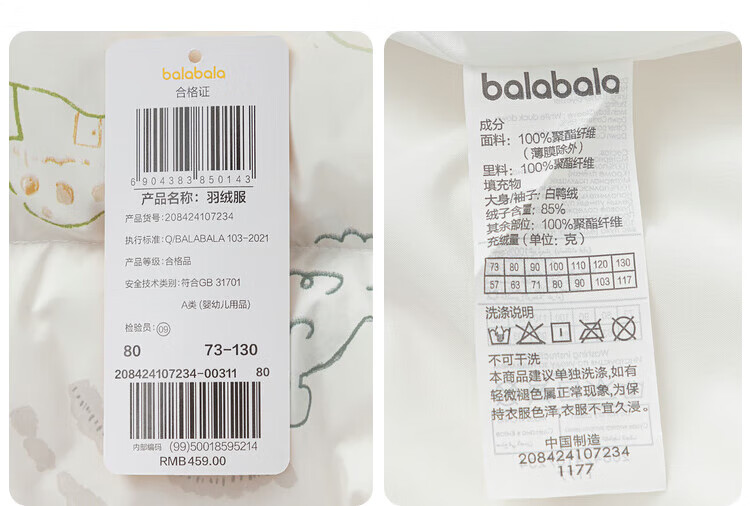 balabala
合格证
6 904383 850143
产品名称：羽绒服
产品货号：208424107234
执行标准：Q/BALABALA 103-2021
产品等级：合格品
安全技术类别：符合GB 31701
A类 (婴幼儿用品)
检验员：09
80 73-130
208424107234-00311 80
内部编码 (99)50018595214
RMB459.00
balabala
成分
面料：100%聚酯纤维
（薄膜除外）
里料：100%聚酯纤维
填充物
大身/袖子：白鸭绒
绒子含量：85%
其余部位：100%聚酯纤维
充绒量（单位：克）
73 80 90 100 110 120 130
57 63 71 80 90 103 117
洗涤说明
不可干洗
本商品建议单独洗涤，如有
轻微褪色属正常现象，为保
持衣服色泽，衣服不宜久浸。
中国制造
208424107234
1177